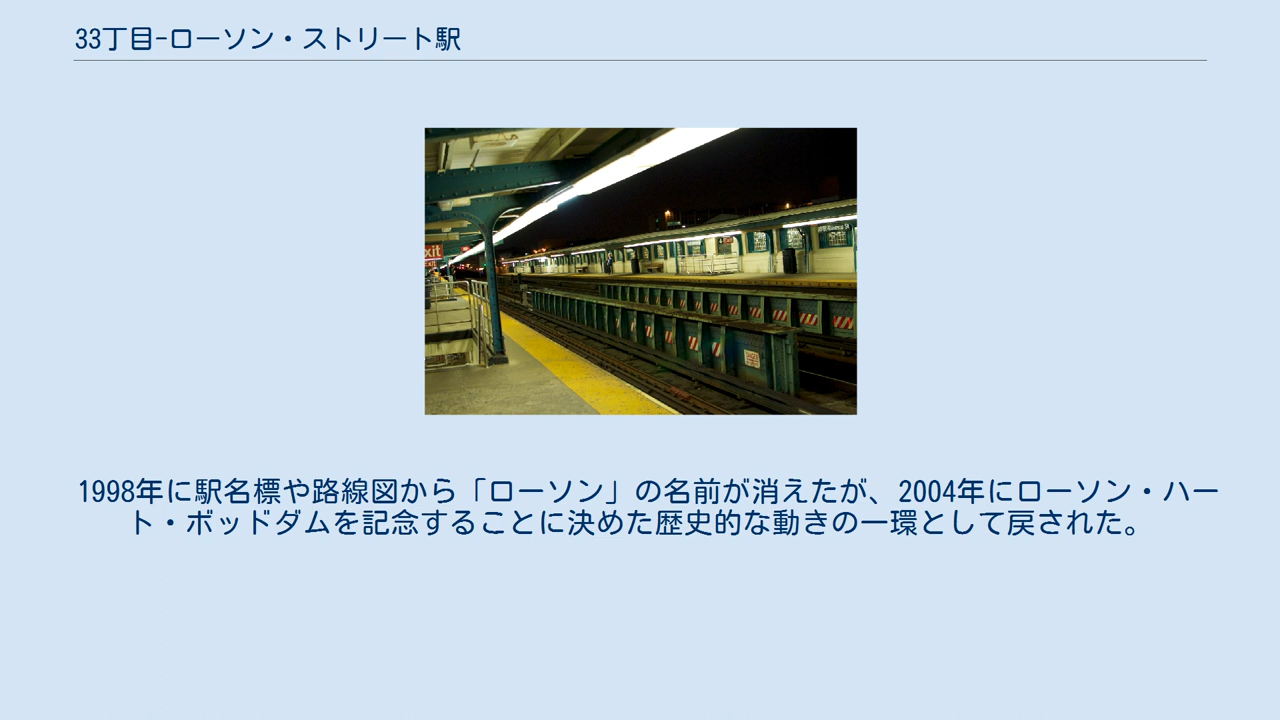 33丁目-ローソン・ストリート駅
xit
1998年に駅名標や路線図から「ローソン」の名前が消えたが、2004年にローソン・ハー
ト・ボッドダムを記念することに決めた歴史的な動きの一環として戻された。